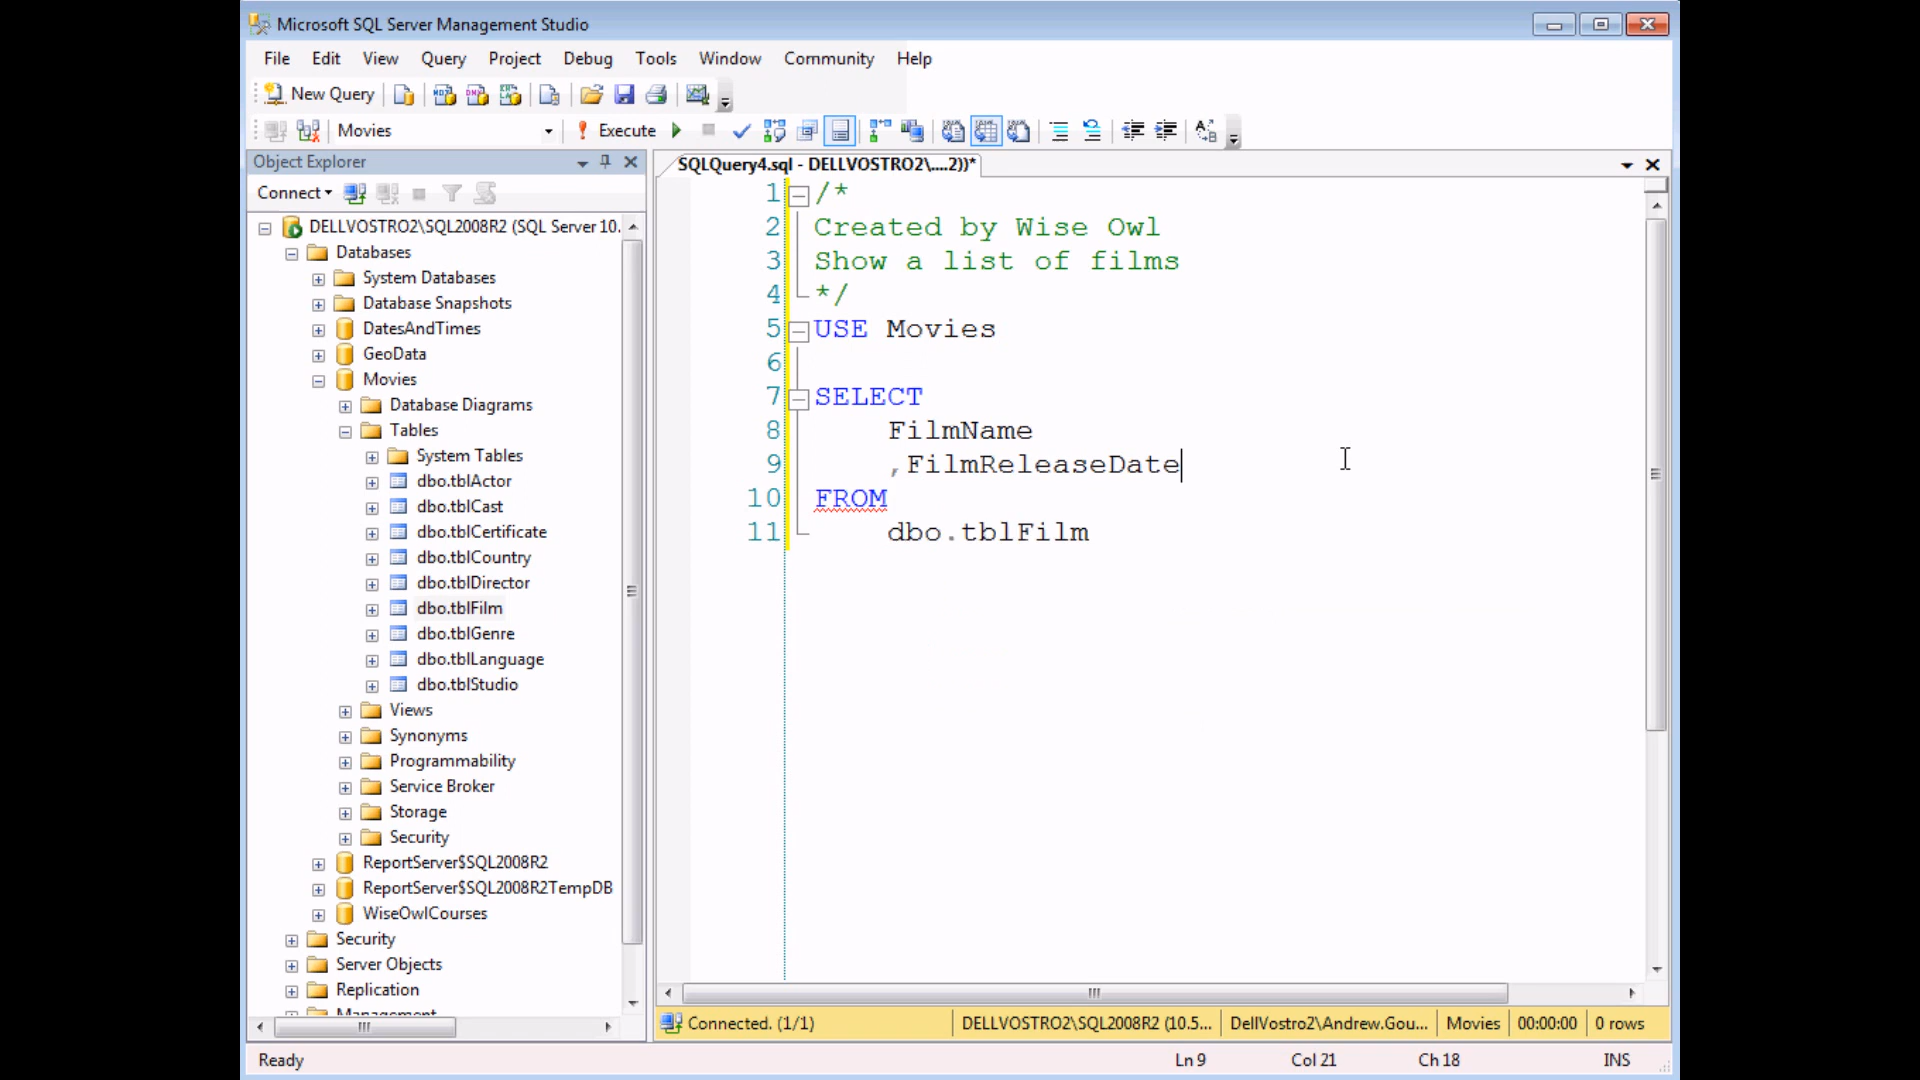 Microsoft SQL Server Management Studio
File Edit View Query Project Debug Tools Window Community Help
New Query
Movies Execute
Object Explorer
Connect
DELLVOSTRO2\SQL2008R2 (SQL Server 10.
Databases
System Databases
Database Snapshots
DatesAndTimes
GeoData
Movies
Database Diagrams
Tables
System Tables
dbo.tblActor
dbo.tblCast
dbo.tblCertificate
dbo.tblCountry
dbo.tblDirector
dbo.tblFilm
dbo.tblGenre
dbo.tblLanguage
dbo.tblStudio
Views
Synonyms
Programmability
Service Broker
Storage
Security
ReportServer$SQL2008R2
ReportServer$SQL2008R2TempDB
WiseOwlCourses
Security
Server Objects
Replication
Management
SQLQuery4.sql - DELLVOSTRO2\....2))*
1 /*
2 Created by Wise Owl
3 Show a list of films
4 */
5 USE Movies
6
7 SELECT
8 FilmName
9 ,FilmReleaseDate
10 FROM
11 dbo.tblFilm
Connected. (1/1) DELLVOSTRO2\SQL2008R2 (10.5... DellVostro2\Andrew.Gou... Movies 00:00:00 0 rows
Ready Ln 9 Col 21 Ch 18 INS